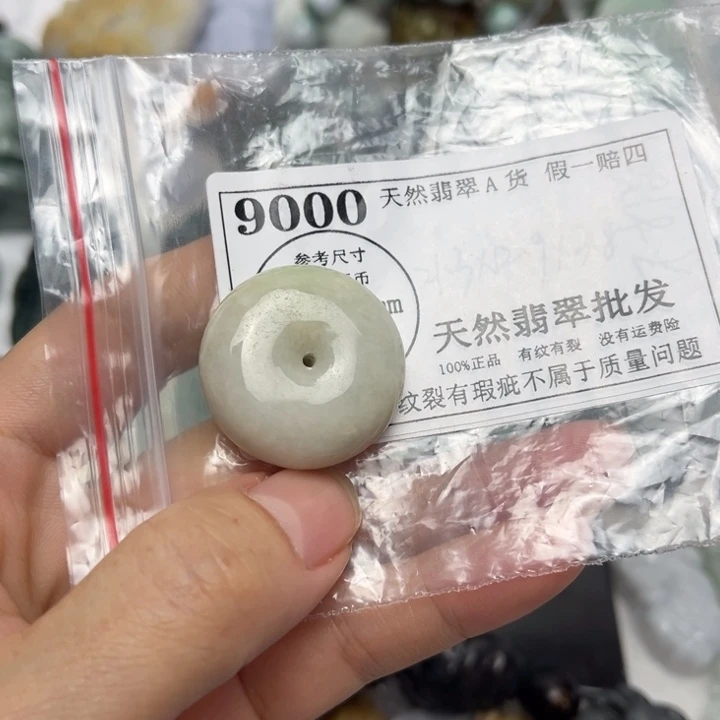 9000 天然翡翠A货 假一赔四
参考尺寸
币
mm
天然翡翠批发
100%正品 有纹有裂 没有运费险
纹裂有瑕疵不属于质量问题